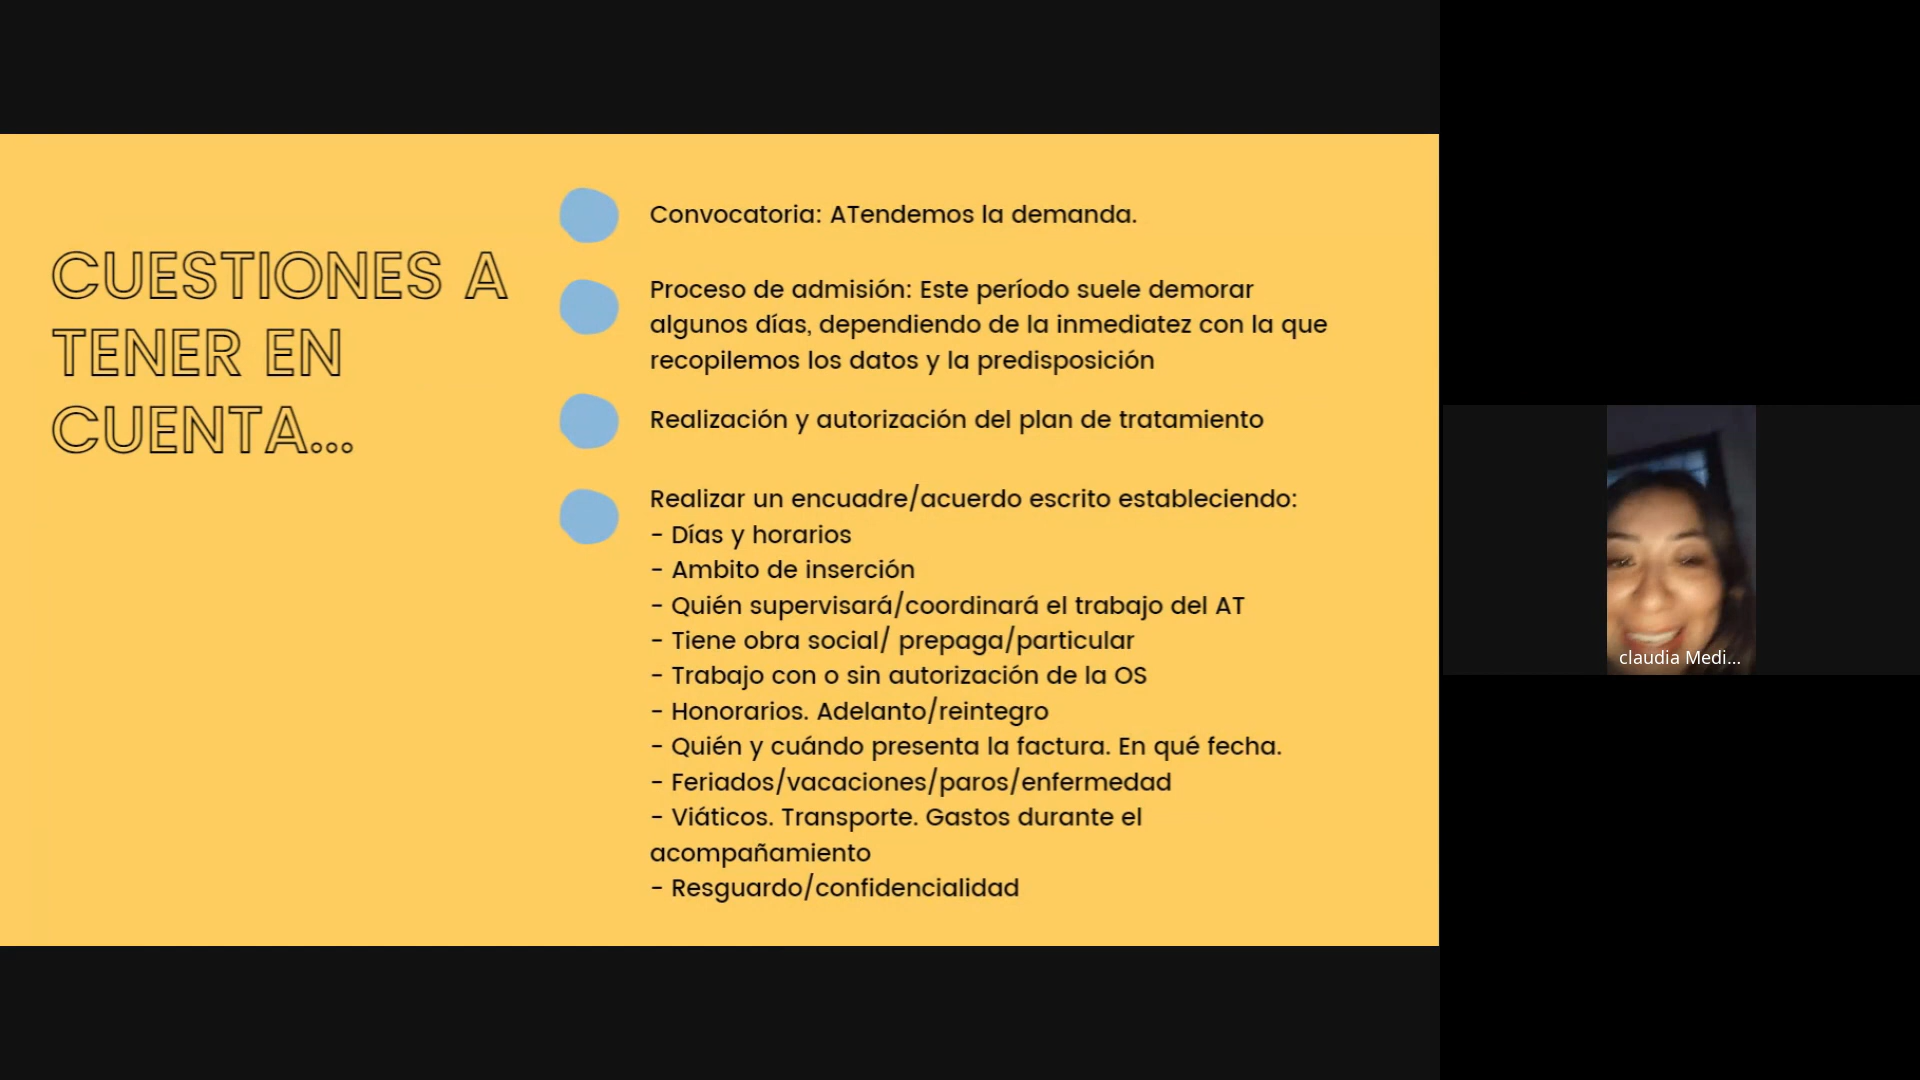 CUESTIONES A
TENER EN
CUENTA...
Convocatoria: ATendemos la demanda.
Proceso de admisión: Este período suele demorar
algunos días, dependiendo de la inmediatez con la que
recopilemos los datos y la predisposición
Realización y autorización del plan de tratamiento
Realizar un encuadre/acuerdo escrito estableciendo:
- Días y horarios
- Ambito de inserción
- Quién supervisará/coordinará el trabajo del AT
- Tiene obra social/ prepaga/particular
- Trabajo con o sin autorización de la OS
- Honorarios. Adelanto/reintegro
- Quién y cuándo presenta la factura. En qué fecha.
- Feriados/vacaciones/paros/enfermedad
- Viáticos. Transporte. Gastos durante el
acompañamiento
- Resguardo/confidencialidad
claudia Medi...